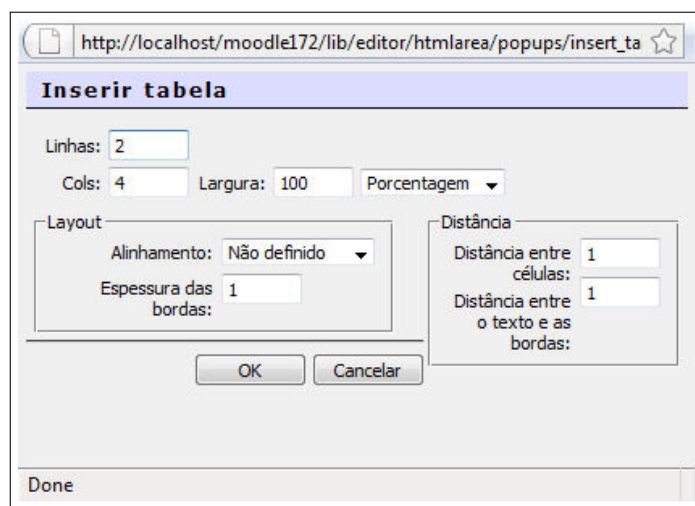 http://localhost/moodle172/lib/editor/htmlarea/popups/insert_ta
Inserir tabela
Linhas: 2
Cols: 4 Largura: 100 Porcentagem
Layout
Alinhamento: Não definido
Espessura das
bordas: 1
Distância
Distância entre
células: 1
Distância entre
o texto e as
bordas: 1
OK Cancelar
Done